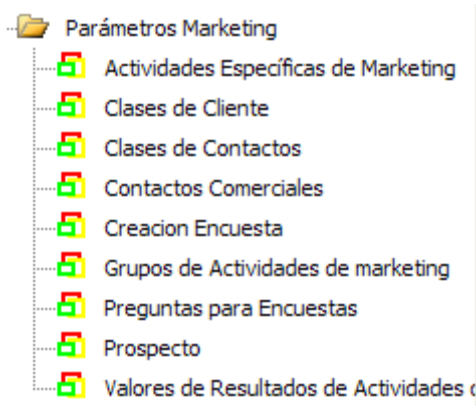 Parámetros Marketing
Actividades Específicas de Marketing
Clases de Cliente
Clases de Contactos
Contactos Comerciales
Creacion Encuesta
Grupos de Actividades de marketing
Preguntas para Encuestas
Prospecto
Valores de Resultados de Actividades